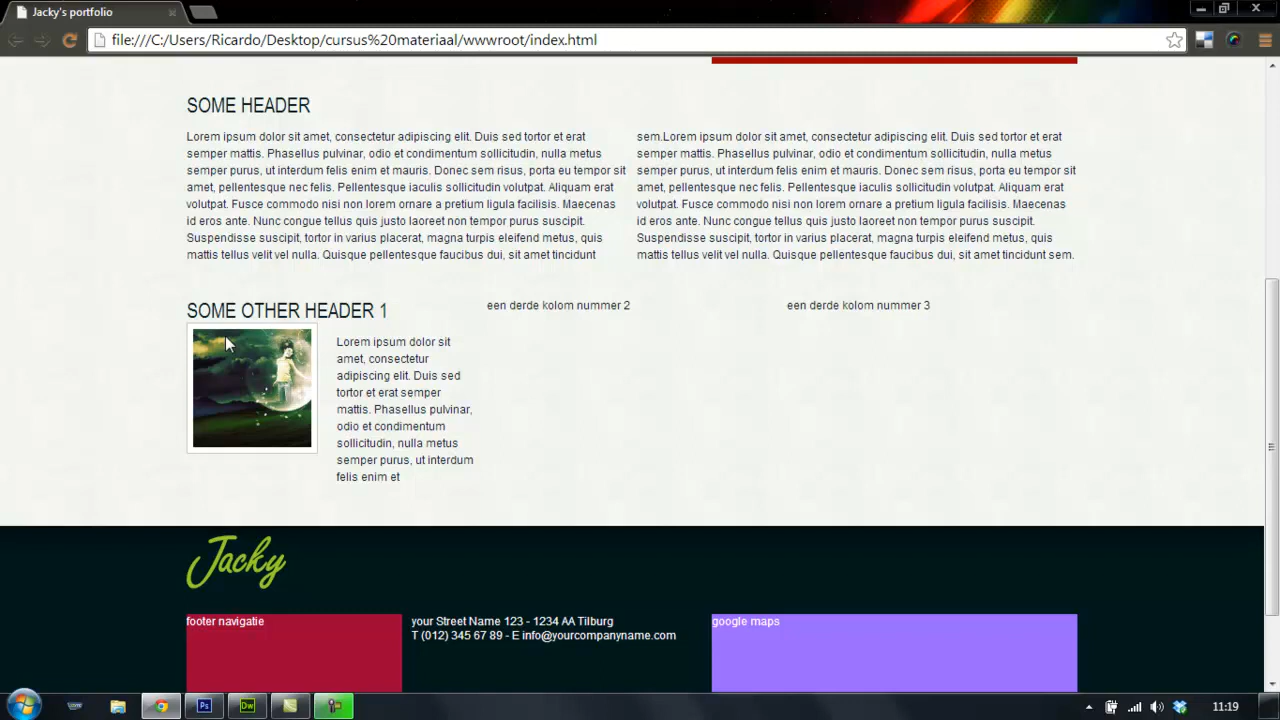 Jacky's portfolio
file:///C:/Users/Ricardo/Desktop/cursus%20materiaal/wwwroot/index.html
SOME HEADER
Lorem ipsum dolor sit amet, consectetur adipiscing elit. Duis sed tortor et erat
semper mattis. Phasellus pulvinar, odio et condimentum sollicitudin, nulla metus
semper purus, ut interdum felis et mauris. Donec sem risus, porta eu tempor sit
amet, pellentesque nec felis. Pellentesque iaculis sollicitudin volutpat. Aliquam erat
volutpat. Fusce commodo nisi non lorem ornare a pretium ligula facilisis. Maecenas
id eros ante. Nunc congue tellus quis justo laoreet non tempor purus suscipit.
Suspendisse suscipit, tortor in varius placerat, magna turpis eleifend metus, quis
mattis tellus velit vel nulla. Quisque pellentesque faucibus dui, sit amet tincidunt
sem.Lorem ipsum dolor sit amet, consectetur adipiscing elit. Duis sed tortor et erat
semper mattis. Phasellus pulvinar, odio et condimentum sollicitudin, nulla metus
semper purus, ut interdum felis et mauris. Donec sem risus, porta eu tempor sit
amet, pellentesque nec felis. Pellentesque iaculis sollicitudin volutpat. Aliquam erat
volutpat. Fusce commodo nisi non lorem ornare a pretium ligula facilisis. Maecenas
id eros ante. Nunc congue tellus quis justo laoreet non tempor purus suscipit.
Suspendisse suscipit, tortor in varius placerat, magna turpis eleifend metus, quis
mattis tellus velit vel nulla. Quisque pellentesque faucibus dui, sit amet tincidunt sem.
SOME OTHER HEADER 1
Lorem ipsum dolor sit
amet, consectetur
adipiscing elit. Duis sed
tortor et erat semper
mattis. Phasellus pulvinar,
odio et condimentum
sollicitudin, nulla metus
semper purus, ut interdum
felis enim et
een derde kolom nummer 2
een derde kolom nummer 3
Jacky
footer navigatie
your Street Name 123 - 1234 AA Tilburg
T (012) 345 67 89 - E info@yourcompanyname.com
google maps
Ps
Dw
11:19